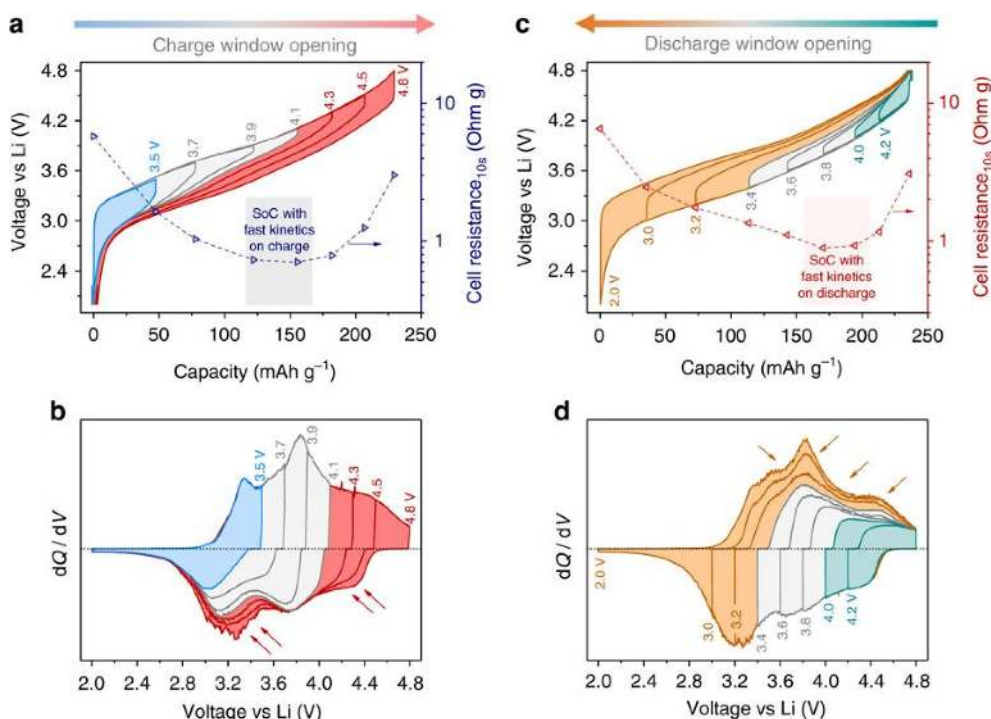 a
Charge window opening
4.8
4.4
4.0
3.6
3.2
2.8
2.4
Voltage vs Li (V)
3.5 V
3.7
3.9
4.1
4.3
4.5
4.8 V
SoC with
fast kinetics
on charge
10
1
Cell resistance10s (Ohm g)
0 50 100 150 200 250
Capacity (mAh g⁻¹)
c
Discharge window opening
4.8
4.4
4.0
3.6
3.2
2.8
2.4
Voltage vs Li (V)
2.0 V
3.0
3.2
3.4
3.6
3.8
4.0
4.2 V
SoC with
fast kinetics
on discharge
10
1
Cell resistance10s (Ohm g)
0 50 100 150 200 250
Capacity (mAh g⁻¹)
b
dQ / dV
3.5 V
3.7
3.9
4.1
4.3
4.5
4.8 V
2.0 2.4 2.8 3.2 3.6 4.0 4.4 4.8
Voltage vs Li (V)
d
dQ / dV
2.0 V
3.0
3.2
3.4
3.6
3.8
4.0
4.2 V
2.0 2.4 2.8 3.2 3.6 4.0 4.4 4.8
Voltage vs Li (V)